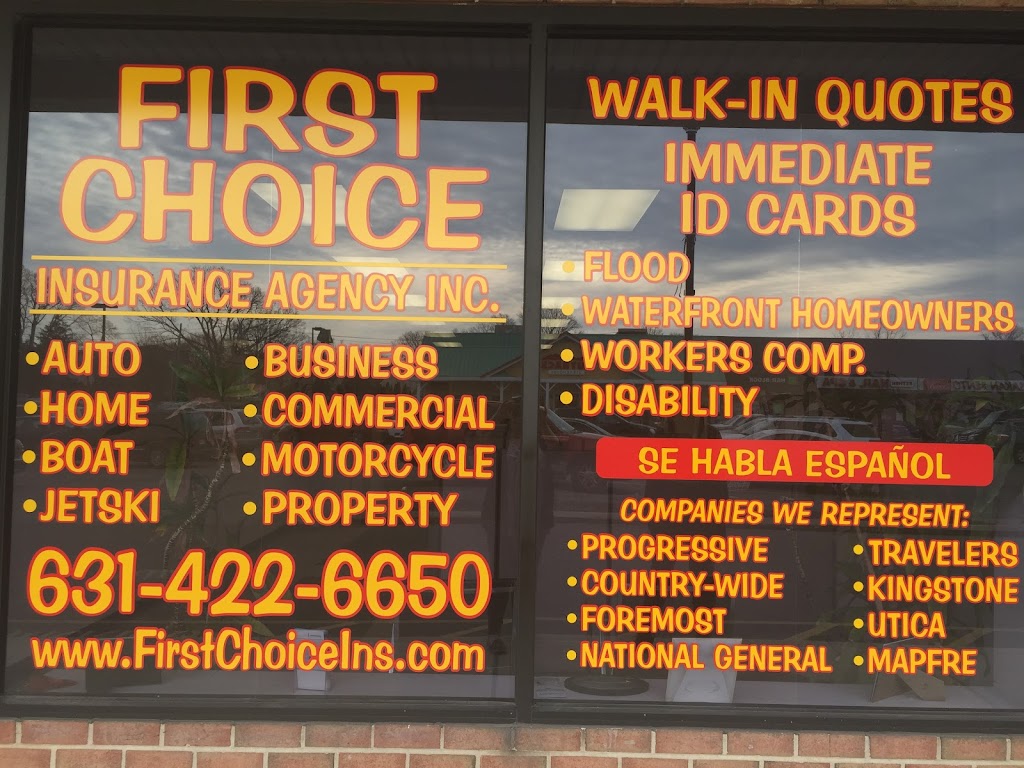 FIRST
CHOICE
INSURANCE AGENCY INC.
• AUTO
• HOME
• BOAT
• JETSKI
• BUSINESS
• COMMERCIAL
• MOTORCYCLE
• PROPERTY
631-422-6650
www.FirstChoiceIns.com
WALK-IN QUOTES
IMMEDIATE
ID CARDS
• FLOOD
• WATERFRONT HOMEOWNERS
• WORKERS COMP.
• DISABILITY
SE HABLA ESPAÑOL
COMPANIES WE REPRESENT:
• PROGRESSIVE
• COUNTRY-WIDE
• FOREMOST
• NATIONAL GENERAL
• TRAVELERS
• KINGSTONE
• UTICA
• MAPFRE